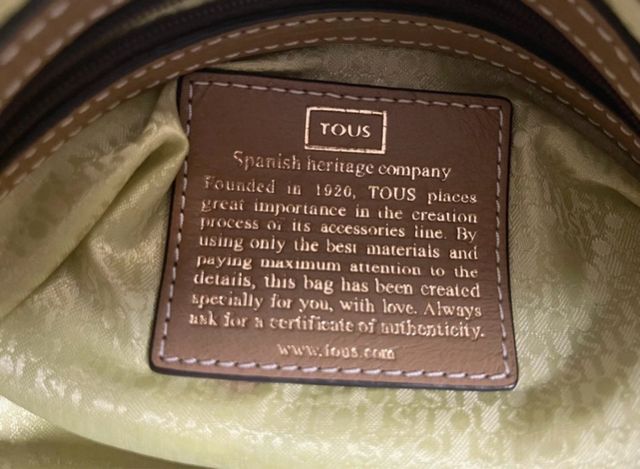 TOUS
Spanish heritage company
Founded in 1920, TOUS places
great importance in the creation
process of its accessories line. By
using only the best materials and
paying maximum attention to the
details, this bag has been created
specially for you, with love. Always
ask for a certificate of authenticity.
www.tous.com